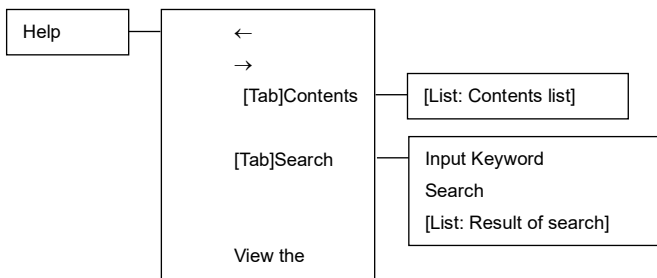 Help
←
→
[Tab]Contents
[List: Contents list]
[Tab]Search
Input Keyword
Search
[List: Result of search]
View the